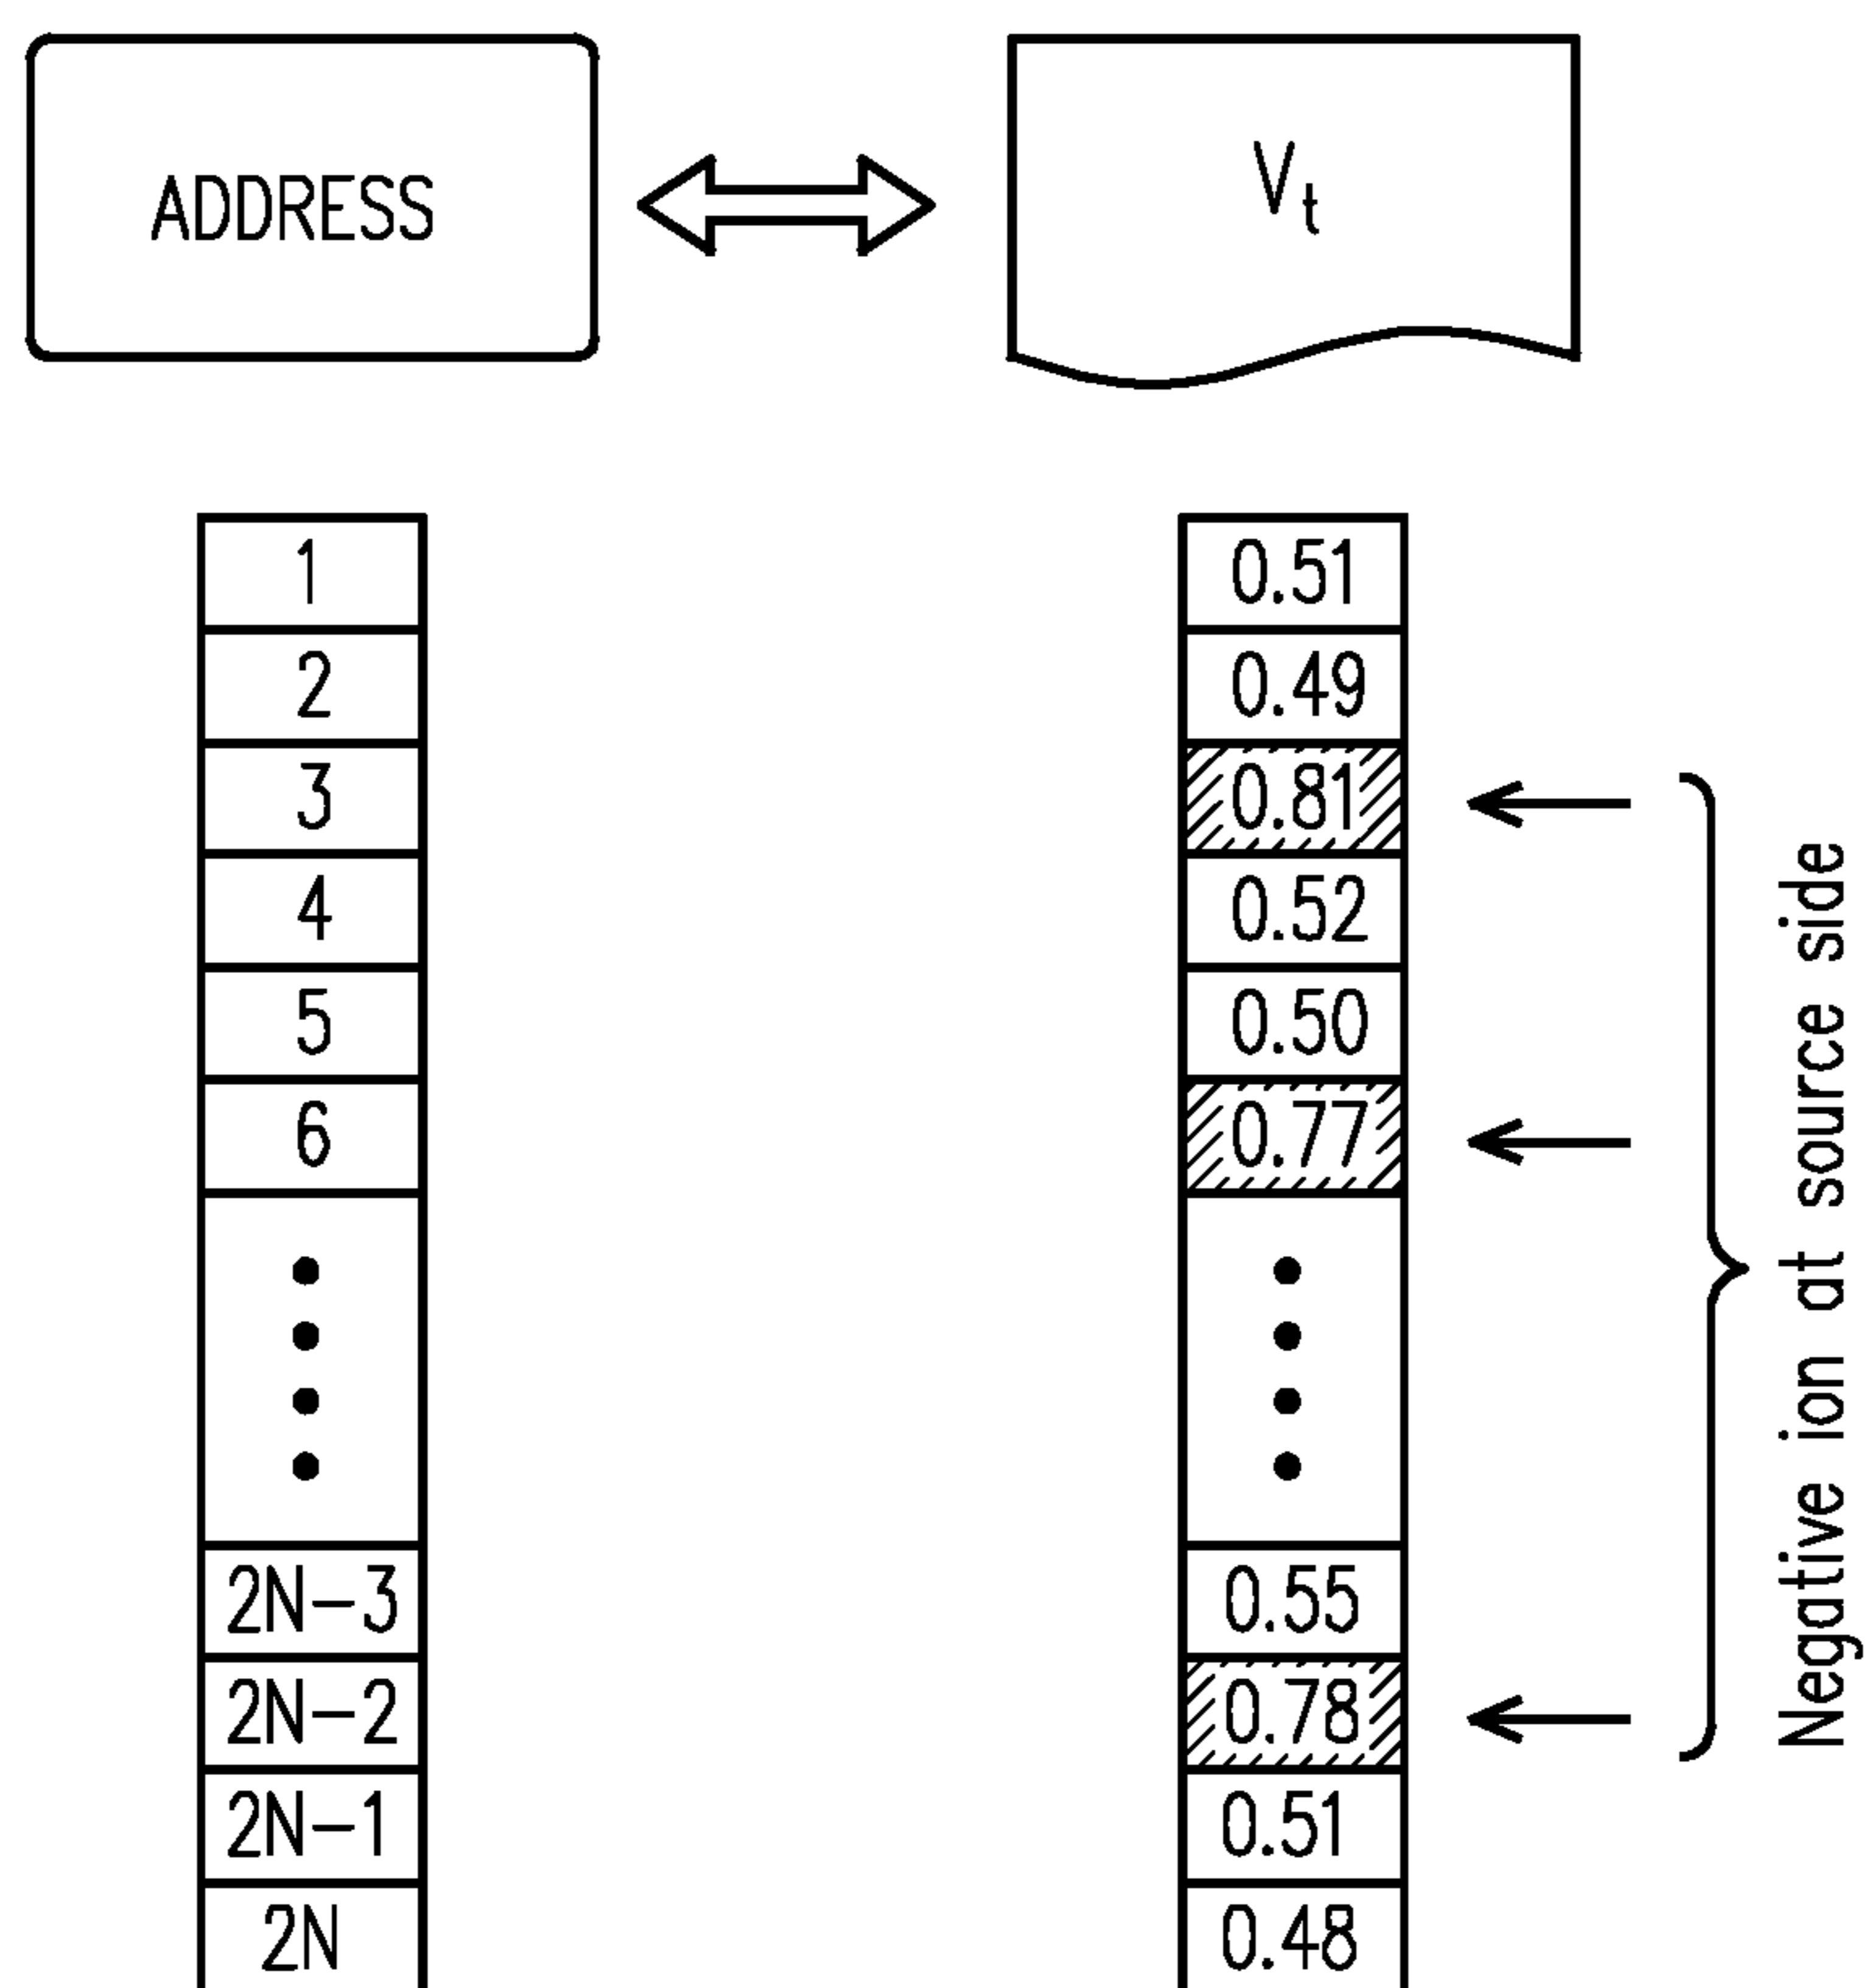 ADDRESS Vt
1 0.51
2 0.49
3 0.81
4 0.52
5 0.50
6 0.77
2N-3 0.55
2N-2 0.78
2N-1 0.51
2N 0.48
Negative ion at source side